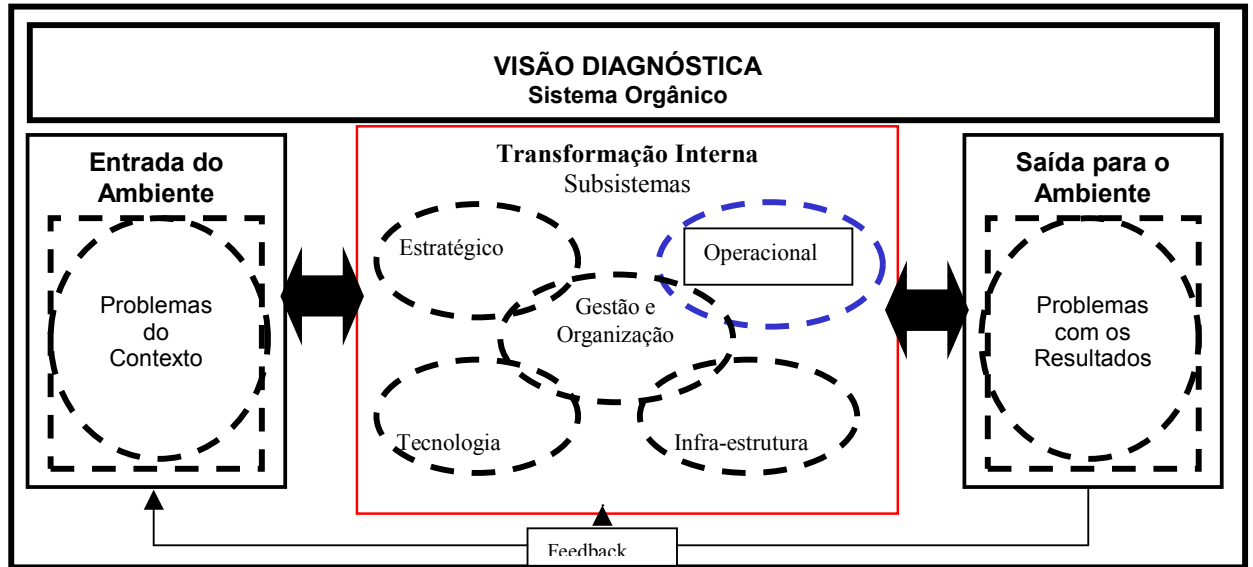 VISÃO DIAGNÓSTICA
Sistema Orgânico
Entrada do
Ambiente
Problemas
do
Contexto
Transformação Interna
Subsistemas
Estratégico
Operacional
Gestão e
Organização
Tecnologia
Infra-estrutura
Saída para o
Ambiente
Problemas
com os
Resultados
Feedback